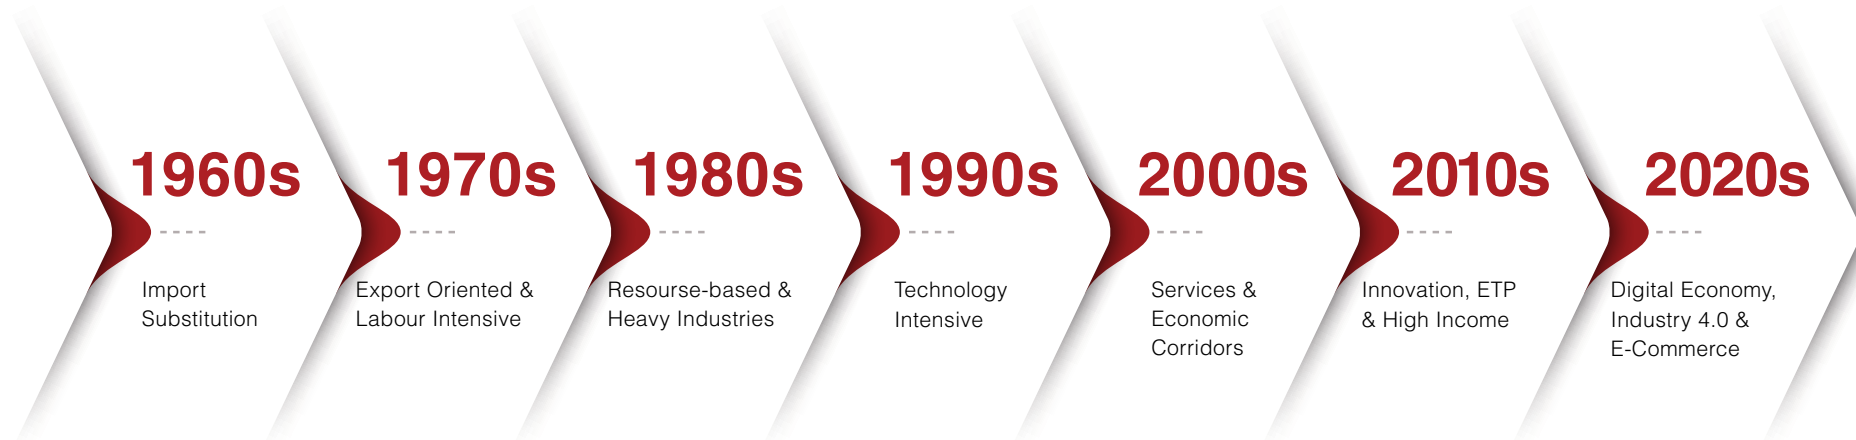 1960s
Import
Substitution
1970s
Export Oriented &
Labour Intensive
1980s
Resourse-based &
Heavy Industries
1990s
Technology
Intensive
2000s
Services &
Economic
Corridors
2010s
Innovation, ETP
& High Income
2020s
Digital Economy,
Industry 4.0 &
E-Commerce